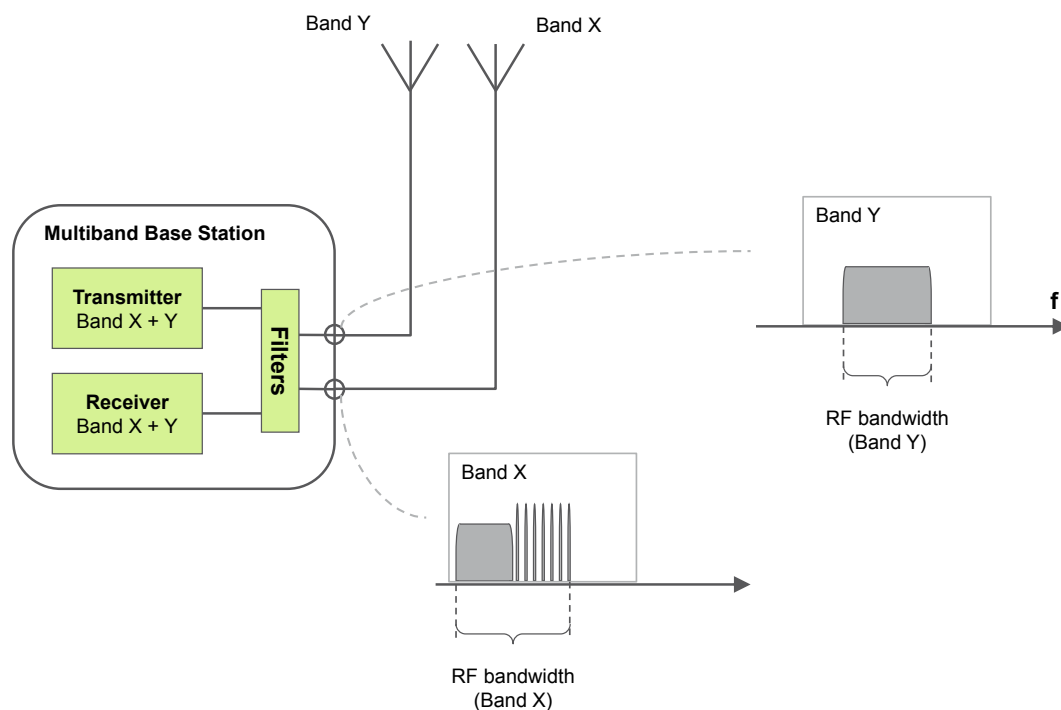 Band Y
Band X
Multiband Base Station
Transmitter
Band X + Y
Filters
Receiver
Band X + Y
Band Y
f
RF bandwidth
(Band Y)
Band X
RF bandwidth
(Band X)